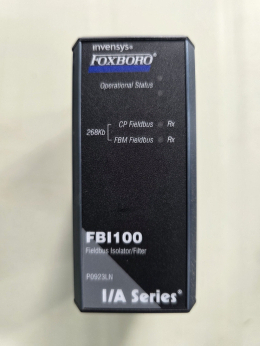 invensys
FOXBORO®
Operational Status
CP Fieldbus Rx
268Kb
FBM Fieldbus Rx
FBI100
Fieldbus Isolator/Filter
P0923LN
I/A Series®